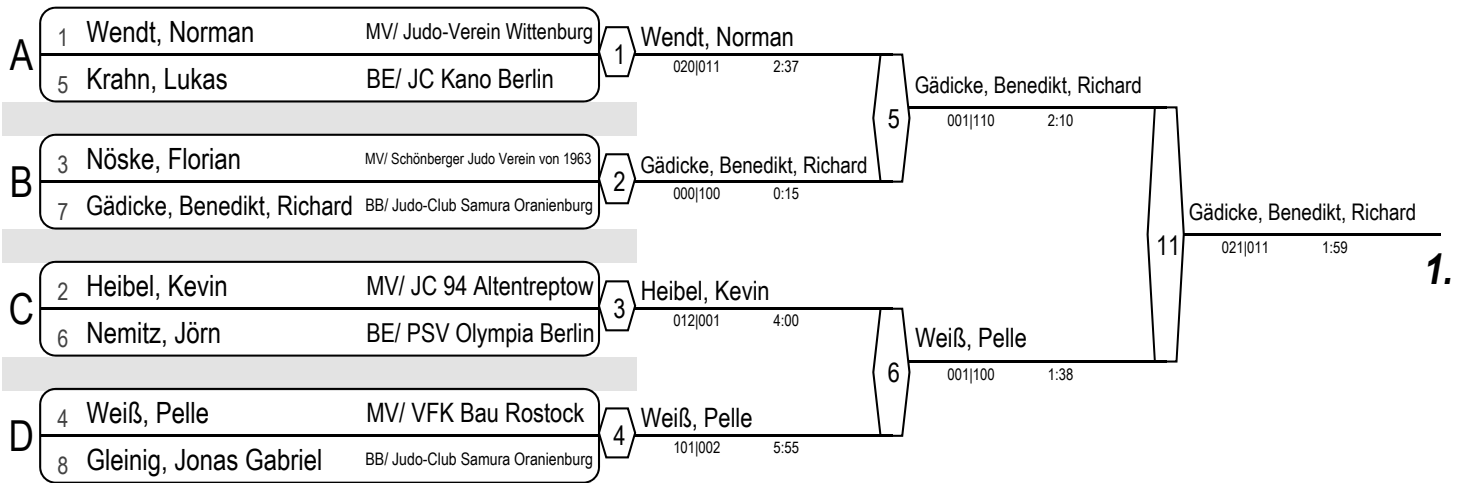 A
1 Wendt, Norman MV/ Judo-Verein Wittenburg
5 Krahn, Lukas BE/ JC Kano Berlin
1
Wendt, Norman
020|011 2:37
B
3 Nöske, Florian MV/ Schönberger Judo Verein von 1963
7 Gädicke, Benedikt, Richard BB/ Judo-Club Samura Oranienburg
2
Gädicke, Benedikt, Richard
000|100 0:15
5
Gädicke, Benedikt, Richard
001|110 2:10
C
2 Heibel, Kevin MV/ JC 94 Altentreptow
6 Nemitz, Jörn BE/ PSV Olympia Berlin
3
Heibel, Kevin
012|001 4:00
D
4 Weiß, Pelle MV/ VFK Bau Rostock
8 Gleinig, Jonas Gabriel BB/ Judo-Club Samura Oranienburg
4
Weiß, Pelle
101|002 5:55
6
Weiß, Pelle
001|100 1:38
11
Gädicke, Benedikt, Richard
021|011 1:59
1.